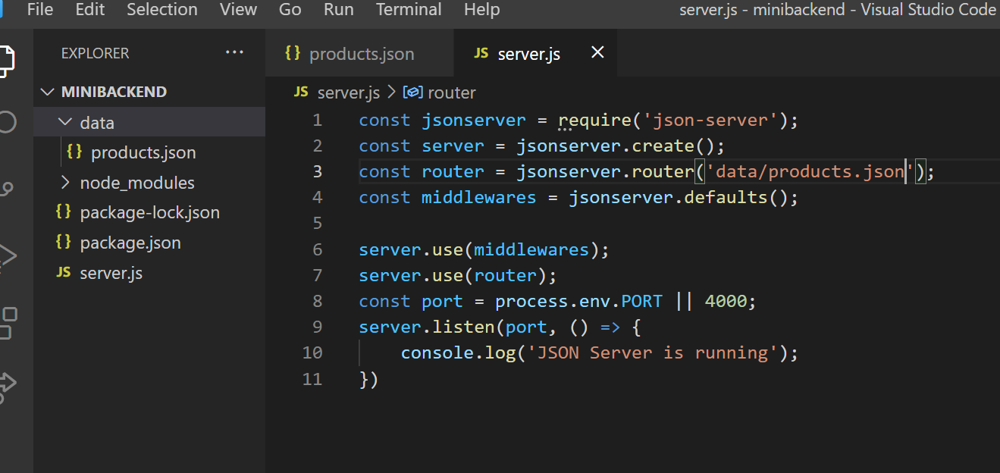 File Edit Selection View Go Run Terminal Help server.js - minibackend - Visual Studio Code
EXPLORER ...
{} products.json JS server.js
MINIBACKEND
JS server.js > router
data
{} products.json
node_modules
{} package-lock.json
{} package.json
JS server.js
1 const jsonserver = require('json-server');
2 const server = jsonserver.create();
3 const router = jsonserver.router('data/products.json');
4 const middlewares = jsonserver.defaults();
5
6 server.use(middlewares);
7 server.use(router);
8 const port = process.env.PORT || 4000;
9 server.listen(port, () => {
10     console.log('JSON Server is running');
11 })